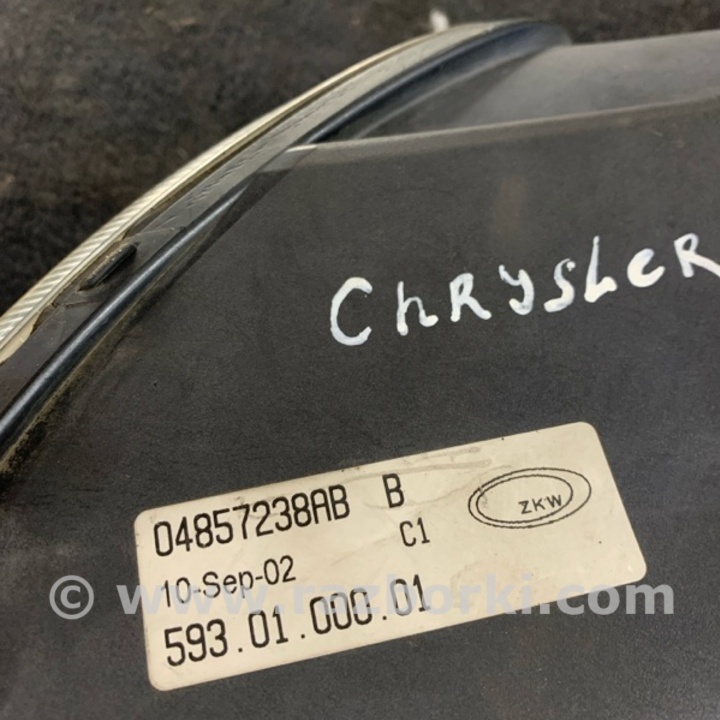 CHRYSLER
04857238AB B
C1
ZKW
10-Sep-02
593.01.000.01
© www.razborki.com